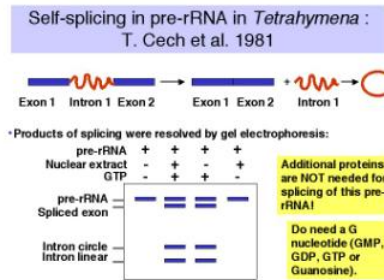 Self-splicing in pre-rRNA in Tetrahymena :
T. Cech et al. 1981
+
Exon 1 Intron 1 Exon 2 Exon 1 Exon 2 Intron 1
•Products of splicing were resolved by gel electrophoresis:
pre-rRNA + + + +
Nuclear extract - + - +
GTP - + + -
pre-rRNA
Spliced exon
Intron circle
Intron linear
Additional proteins
are NOT needed for
splicing of this pre-
rRNA!
Do need a G
nucleotide (GMP,
GDP, GTP or
Guanosine).